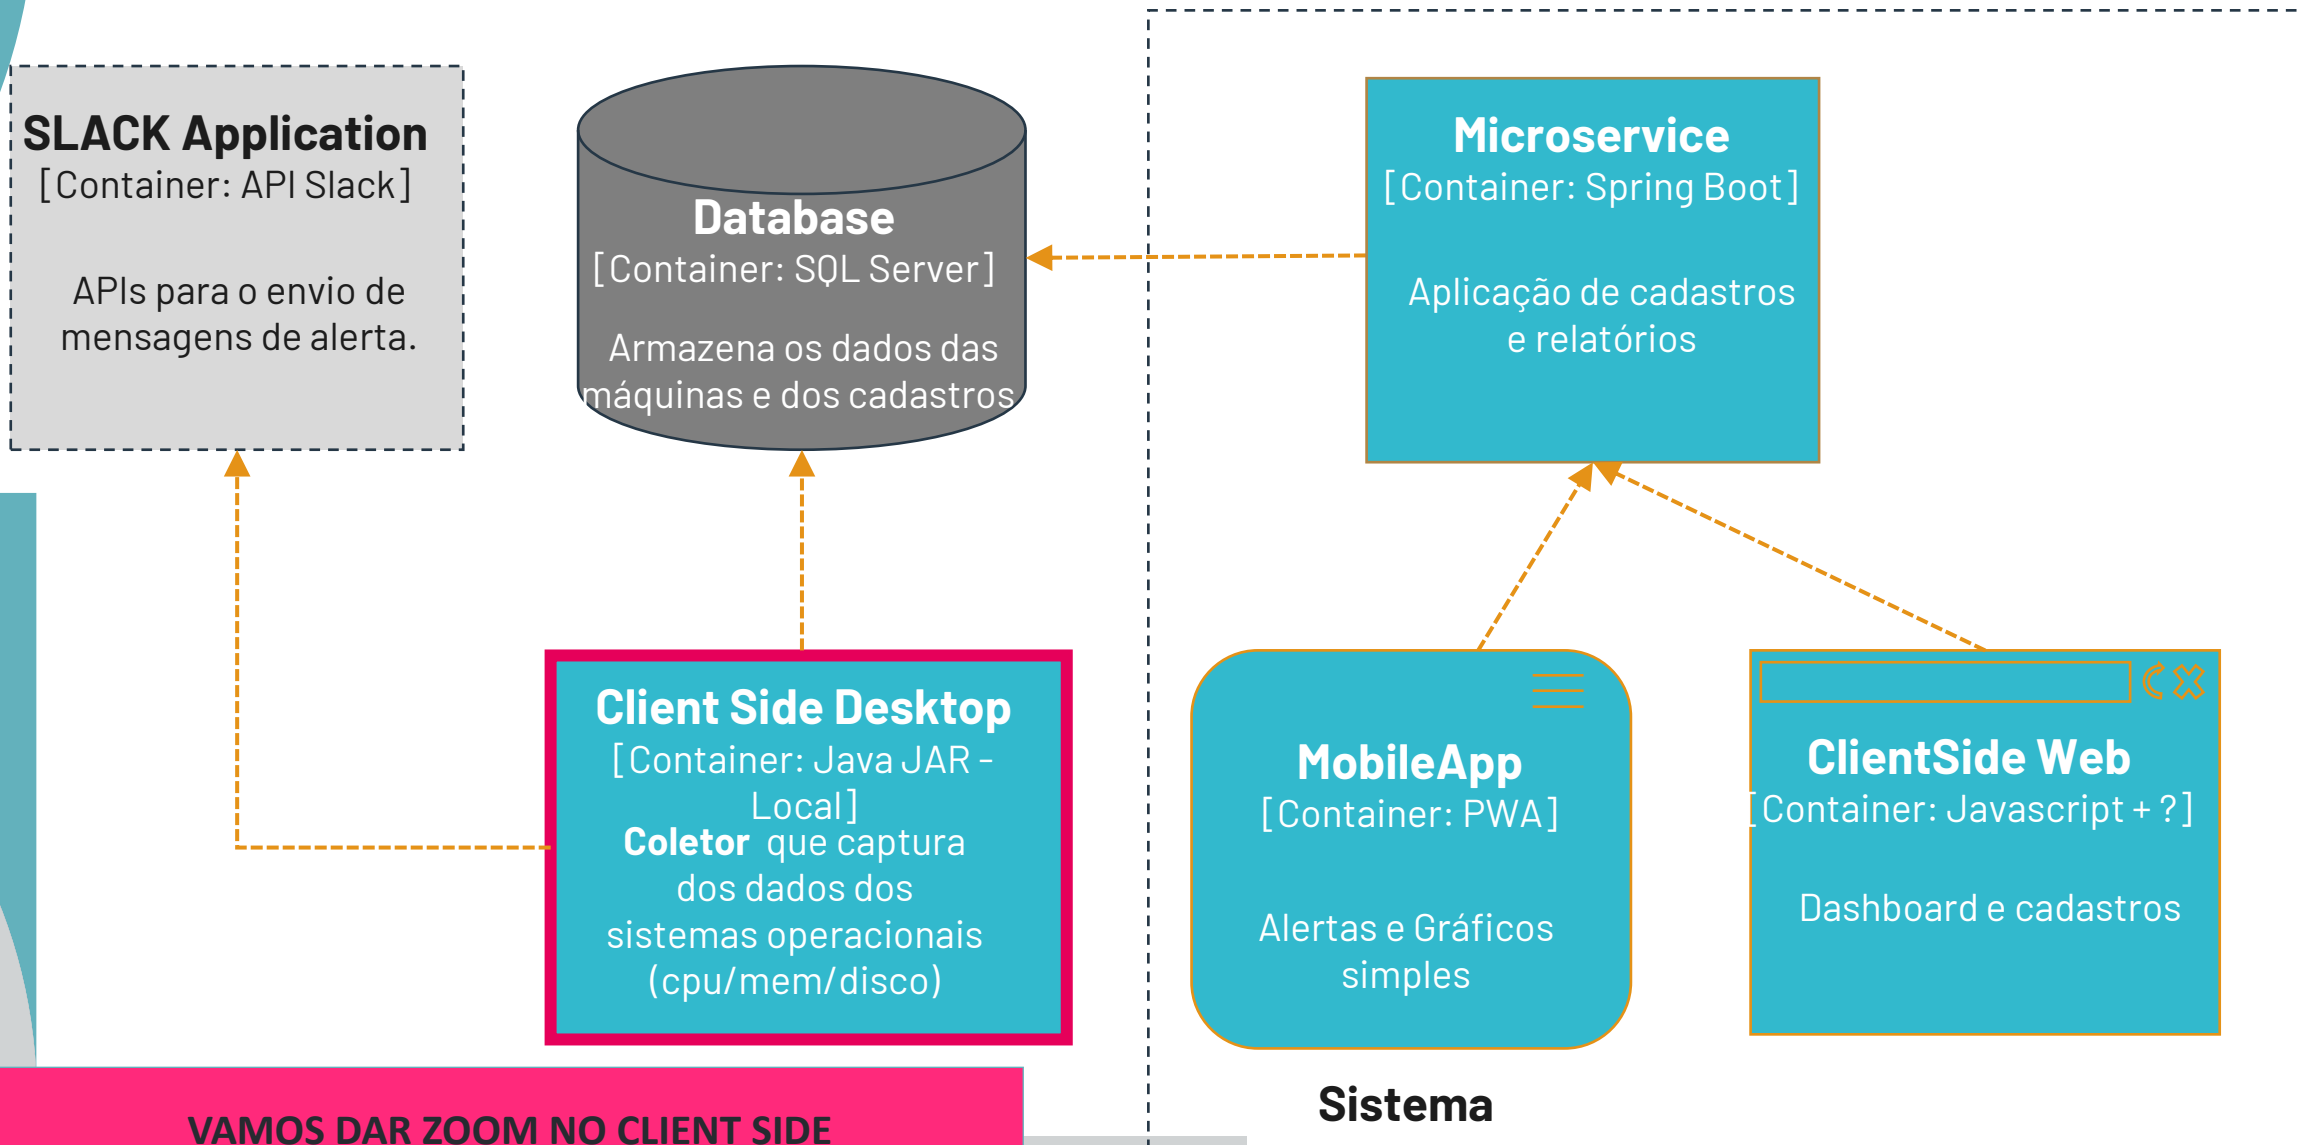 SLACK Application
[Container: API Slack]
APIs para o envio de
mensagens de alerta.
Database
[Container: SQL Server]
Armazena os dados das
máquinas e dos cadastros
Microservice
[Container: Spring Boot]
Aplicação de cadastros
e relatórios
Client Side Desktop
[Container: Java JAR -
Local]
Coletor que captura
dos dados dos
sistemas operacionais
(cpu/mem/disco)
MobileApp
[Container: PWA]
Alertas e Gráficos
simples
ClientSide Web
[Container: Javascript + ?]
Dashboard e cadastros
Sistema
VAMOS DAR ZOOM NO CLIENT SIDE